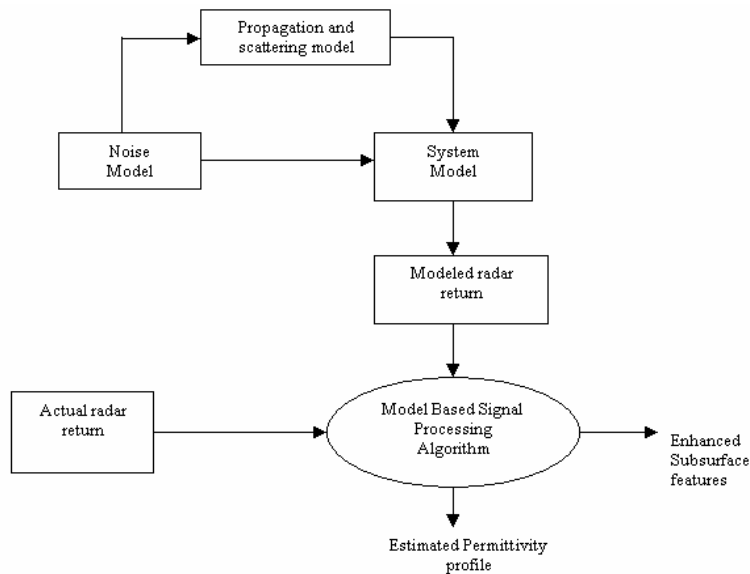 Propagation and
scattering model
Noise
Model
System
Model
Modeled radar
return
Actual radar
return
Model Based Signal
Processing
Algorithm
Enhanced
Subsurface
features
Estimated Permittivity
profile